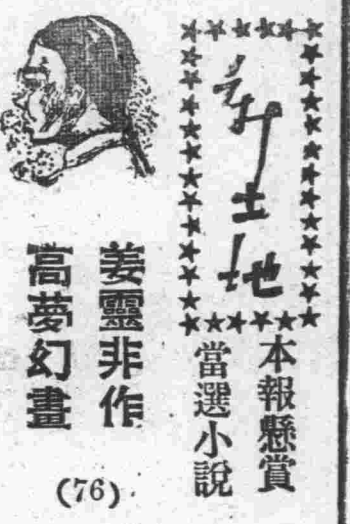 新土地
本報懸賞
當選小說
姜靈非作
高夢幻畫
(76)